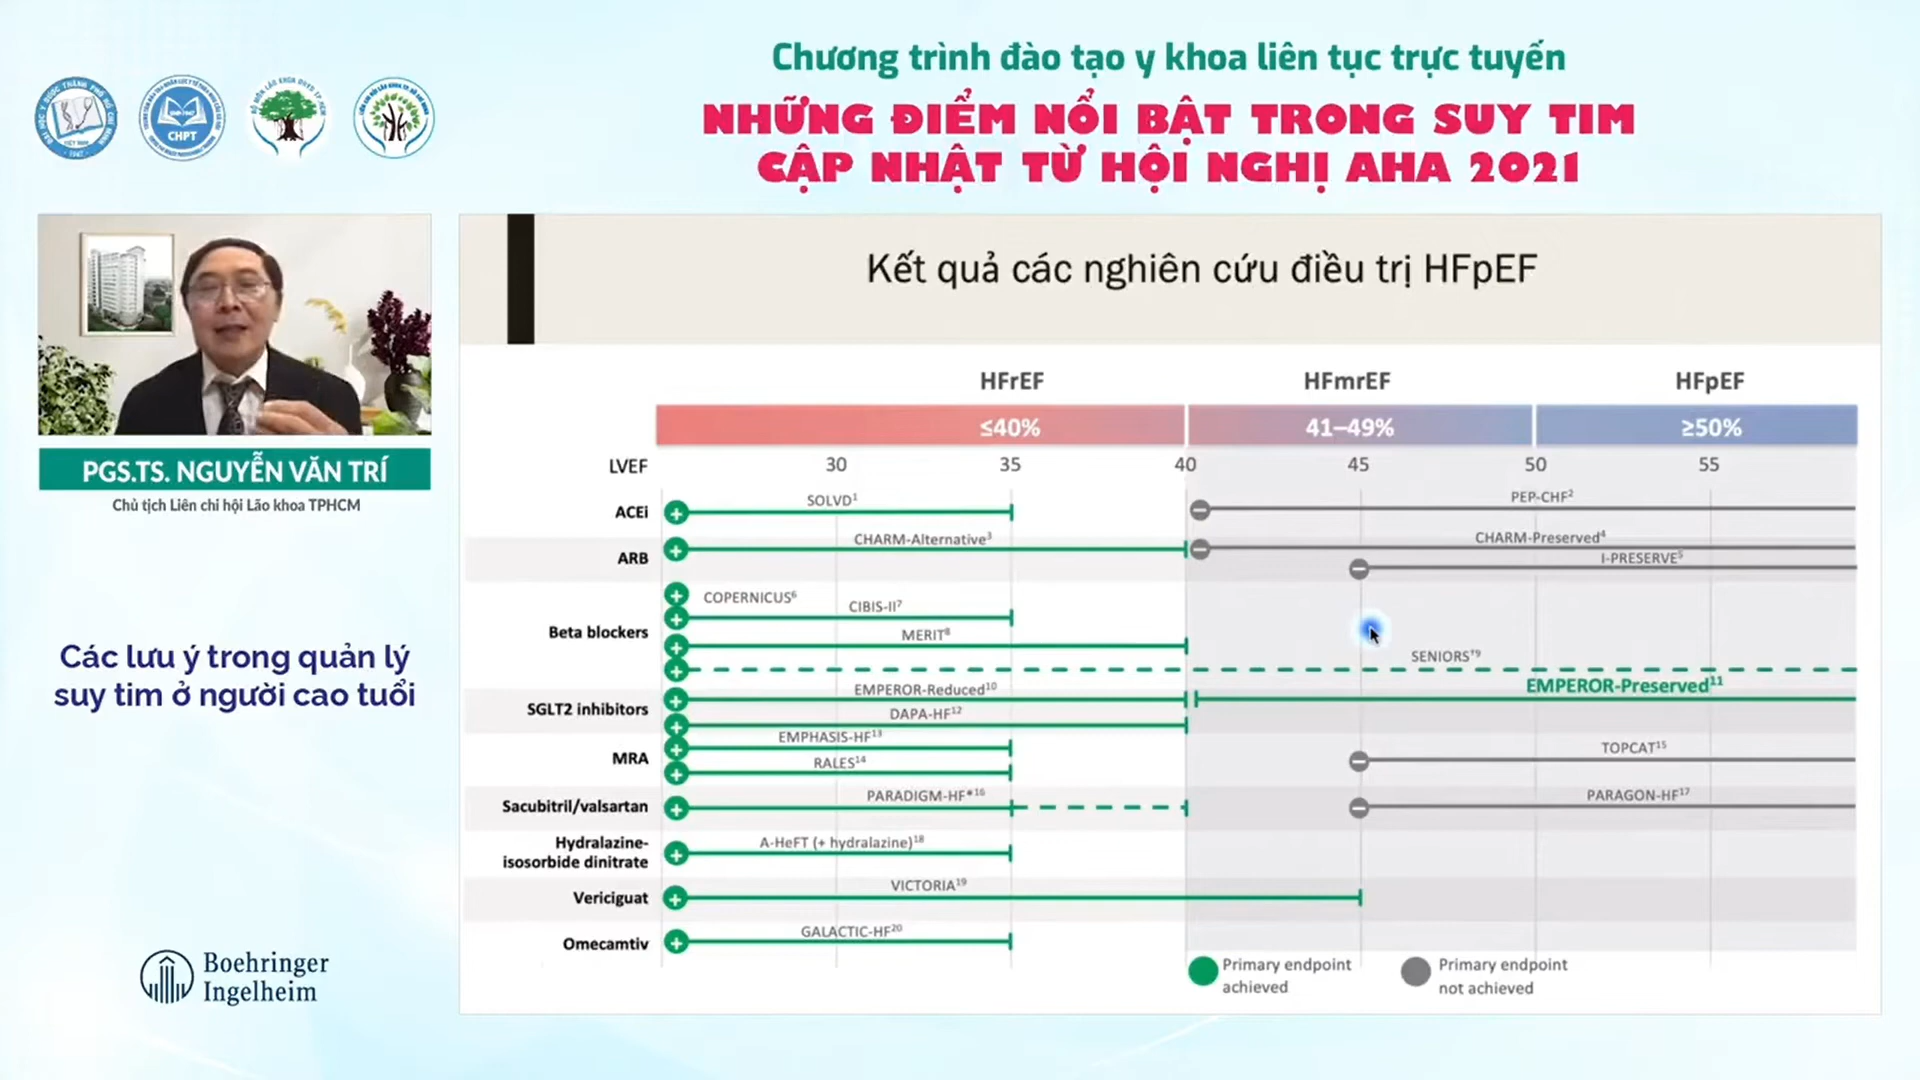 Chương trình đào tạo y khoa liên tục trực tuyến
NHỮNG ĐIỂM NỔI BẬT TRONG SUY TIM
CẬP NHẬT TỪ HỘI NGHỊ AHA 2021
CHPT
PGS.TS. NGUYỄN VĂN TRÍ
Chủ tịch Liên chi hội Lão khoa TPHCM
Các lưu ý trong quản lý
suy tim ở người cao tuổi
Boehringer
Ingelheim
Kết quả các nghiên cứu điều trị HFpEF
HFrEF HFmrEF HFpEF
≤40% 41–49% ≥50%
LVEF 30 35 40 45 50 55
ACEi SOLVD¹ PEP-CHF²
ARB CHARM-Alternative³ CHARM-Preserved⁴
I-PRESERVE⁵
Beta blockers
COPERNICUS⁶
CIBIS-II⁷
MERIT⁸
SENIORS†⁹
SGLT2 inhibitors EMPEROR-Reduced¹⁰ EMPEROR-Preserved¹¹
DAPA-HF¹²
MRA EMPHASIS-HF¹³
RALES¹⁴ TOPCAT¹⁵
Sacubitril/valsartan PARADIGM-HF*¹⁶ PARAGON-HF¹⁷
Hydralazine-
isosorbide dinitrate A-HeFT (+ hydralazine)¹⁸
Vericiguat VICTORIA¹⁹
Omecamtiv GALACTIC-HF²⁰
Primary endpoint
achieved
Primary endpoint
not achieved